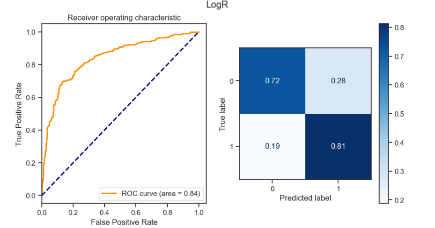 LogR
Receiver operating characteristic
True Positive Rate
1.0
0.8
0.6
0.4
0.2
0.0
0.0 0.2 0.4 0.6 0.8 1.0
False Positive Rate
ROC curve (area = 0.84)
True label
0
1
0.72 0.28
0.19 0.81
0 1
Predicted label
0.8
0.7
0.6
0.5
0.4
0.3
0.2